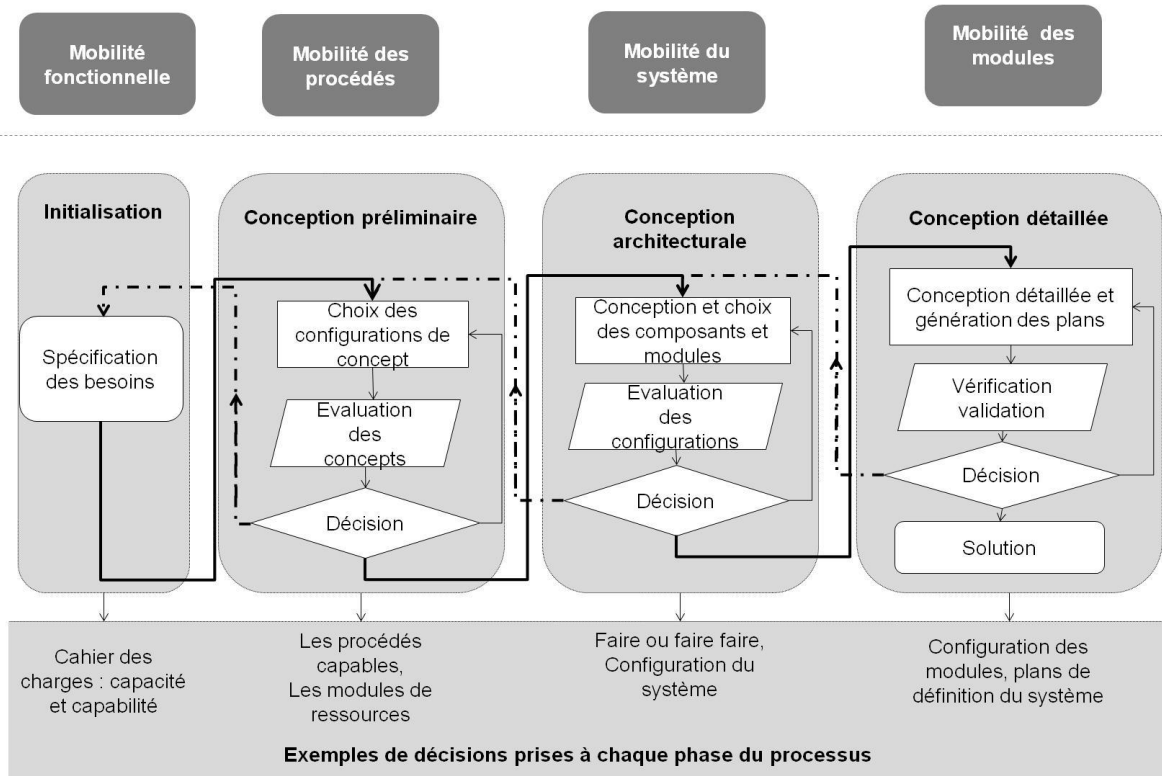 Mobilité
fonctionnelle
Mobilité des
procédés
Mobilité du
système
Mobilité des
modules
Initialisation
Conception préliminaire
Conception
architecturale
Conception détaillée
Spécification
des besoins
Choix des
configurations de
concept
Evaluation
des
concepts
Décision
Conception et choix
des composants et
modules
Evaluation
des
configurations
Décision
Conception détaillée et
génération des plans
Vérification
validation
Décision
Solution
Cahier des
charges : capacité
et capabilité
Les procédés
capables,
Les modules de
ressources
Faire ou faire faire,
Configuration du
système
Configuration des
modules, plans de
définition du système
Exemples de décisions prises à chaque phase du processus